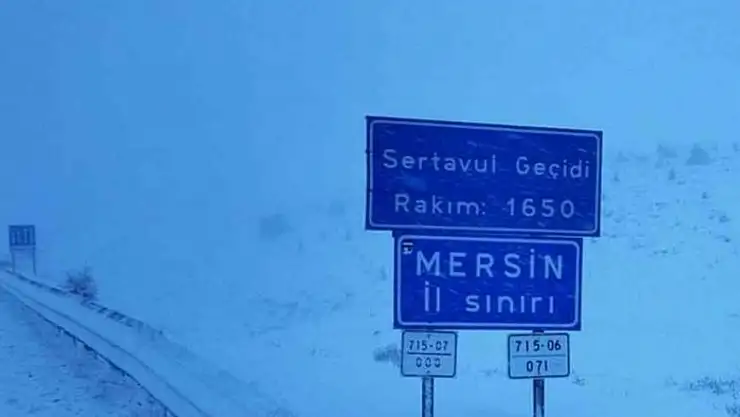 Sertavul Geçidi
Rakım: 1650
MERSİN
İl sınırı
715-07
000
715-06
071